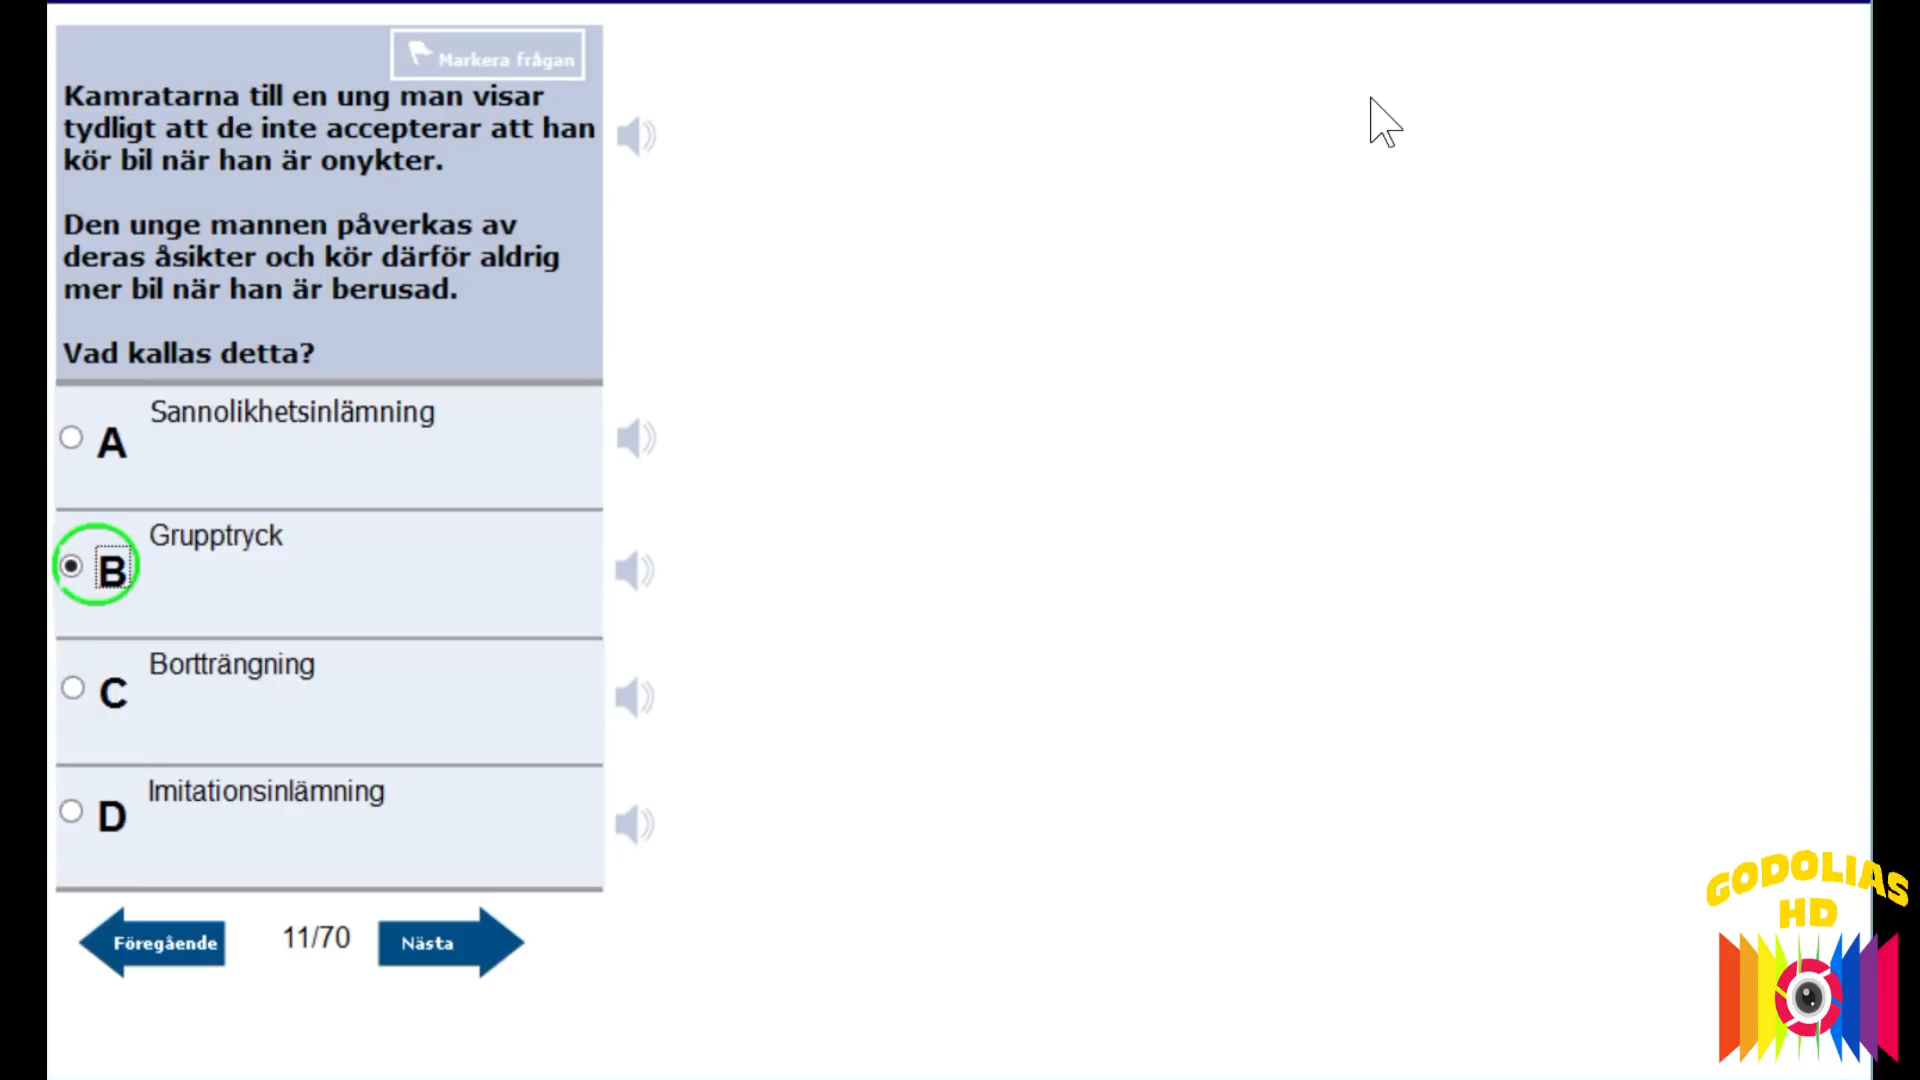 Markera frågan
Kamratarna till en ung man visar
tydligt att de inte accepterar att han
kör bil när han är onykter.
Den unge mannen påverkas av
deras åsikter och kör därför aldrig
mer bil när han är berusad.
Vad kallas detta?
A Sannolikhetsinlämning
B Grupptryck
C Bortträngning
D Imitationsinlämning
Föregående 11/70 Nästa
GODOLIAS
HD